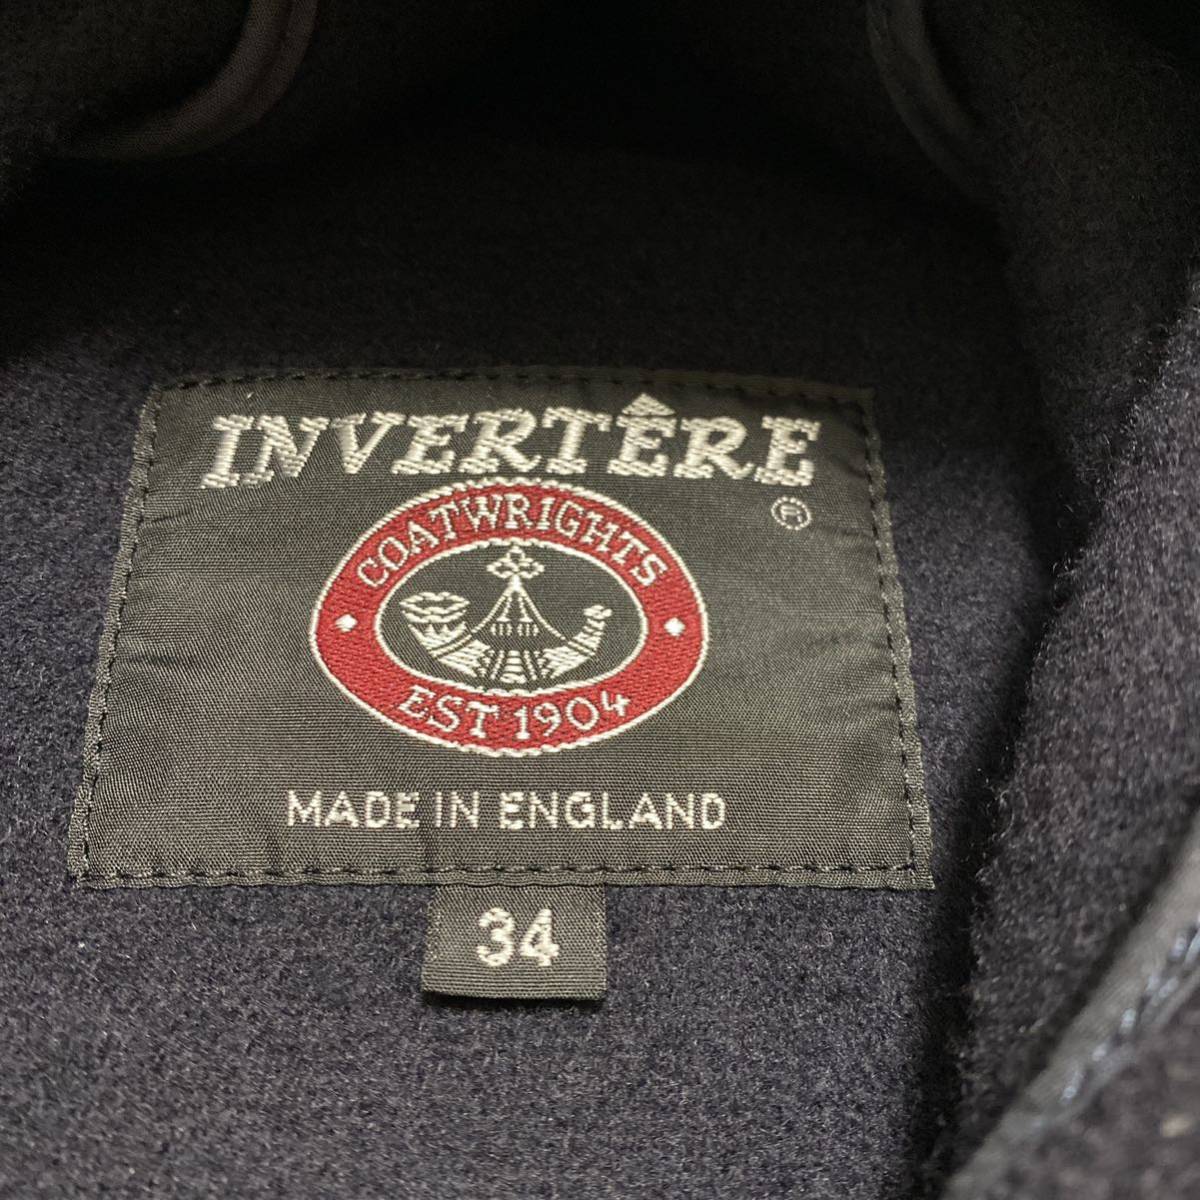 INVERTÊRE
®
COATWRIGHTS
EST 1904
MADE IN ENGLAND
34